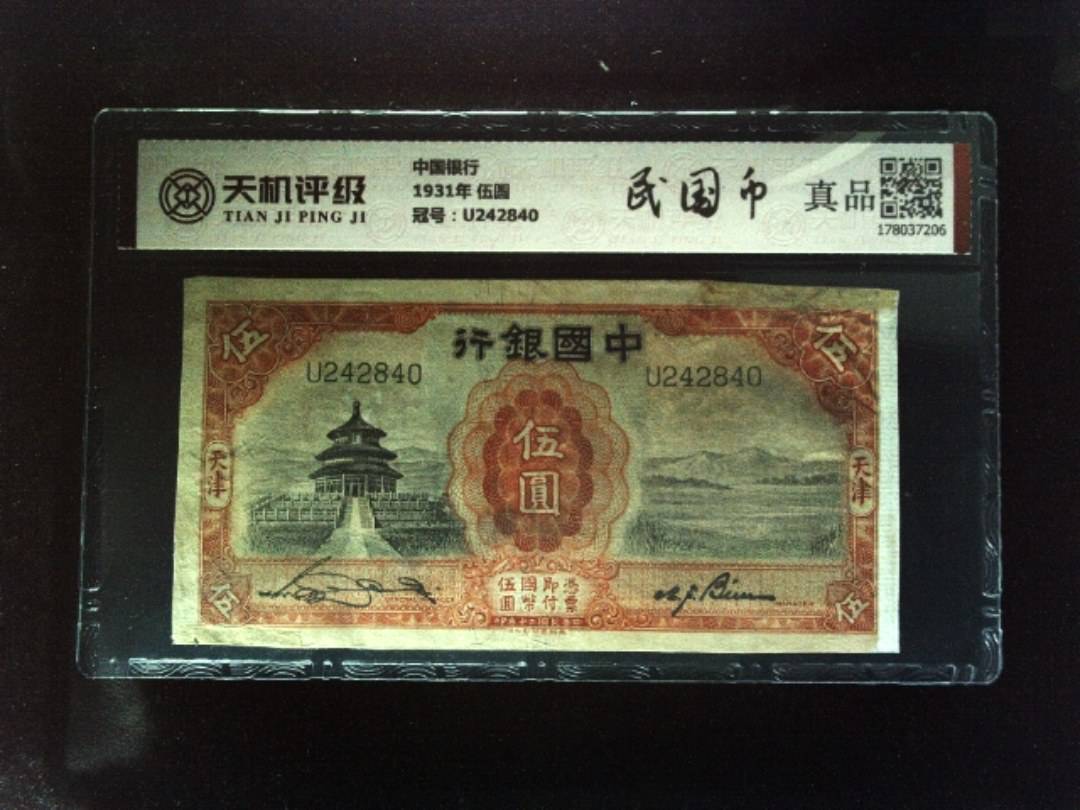 天机评级
TIAN JI PING JI
中国银行
1931年 伍圆
冠号：U242840
民国币
真品
178037206
伍
伍
行銀國中
U242840
U242840
伍
圓
天津
天津
憑票
即付
國幣
伍圓
伍
伍